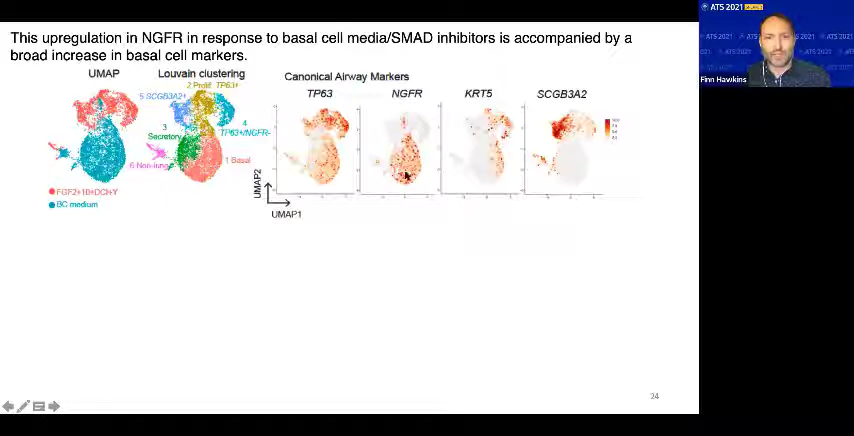 This upregulation in NGFR in response to basal cell media/SMAD inhibitors is accompanied by a
broad increase in basal cell markers.
UMAP
Louvain clustering
Canonical Airway Markers
TP63
NGFR
KRT5
SCGB3A2
2 Prolif. TP63+
5 SCGB3A2+
4
TP63+/NGFR-
3
Secretory
1 Basal
6 Non-lung
FGF2+10+DCI+Y
BC medium
UMAP2
UMAP1
24
ATS 2021
Finn Hawkins